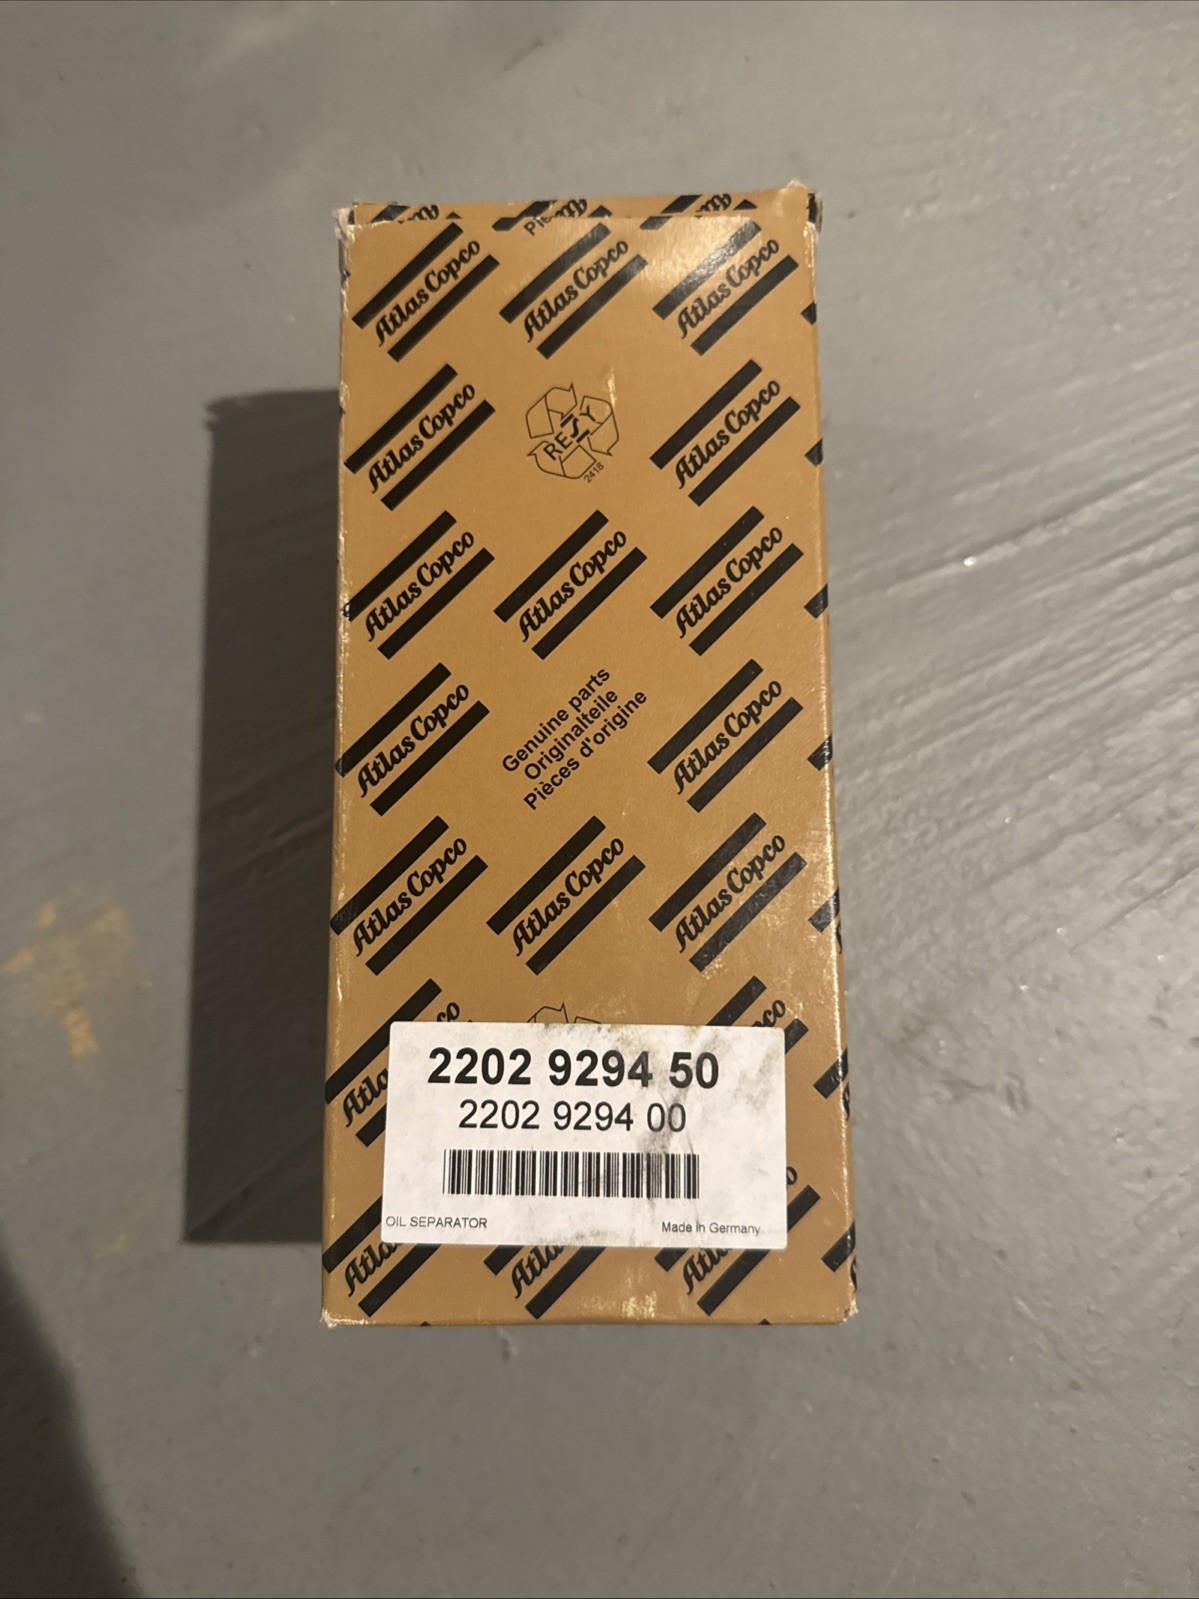 Atlas Copco Atlas Copco Atlas Copco
Atlas Copco Atlas Copco
RESY
2418
Atlas Copco Atlas Copco Atlas Copco
Atlas Copco Atlas Copco
Genuine parts
Originalteile
Pièces d'origine
Atlas Copco Atlas Copco Atlas Copco
2202 9294 50
2202 9294 00
OIL SEPARATOR
Made in Germany